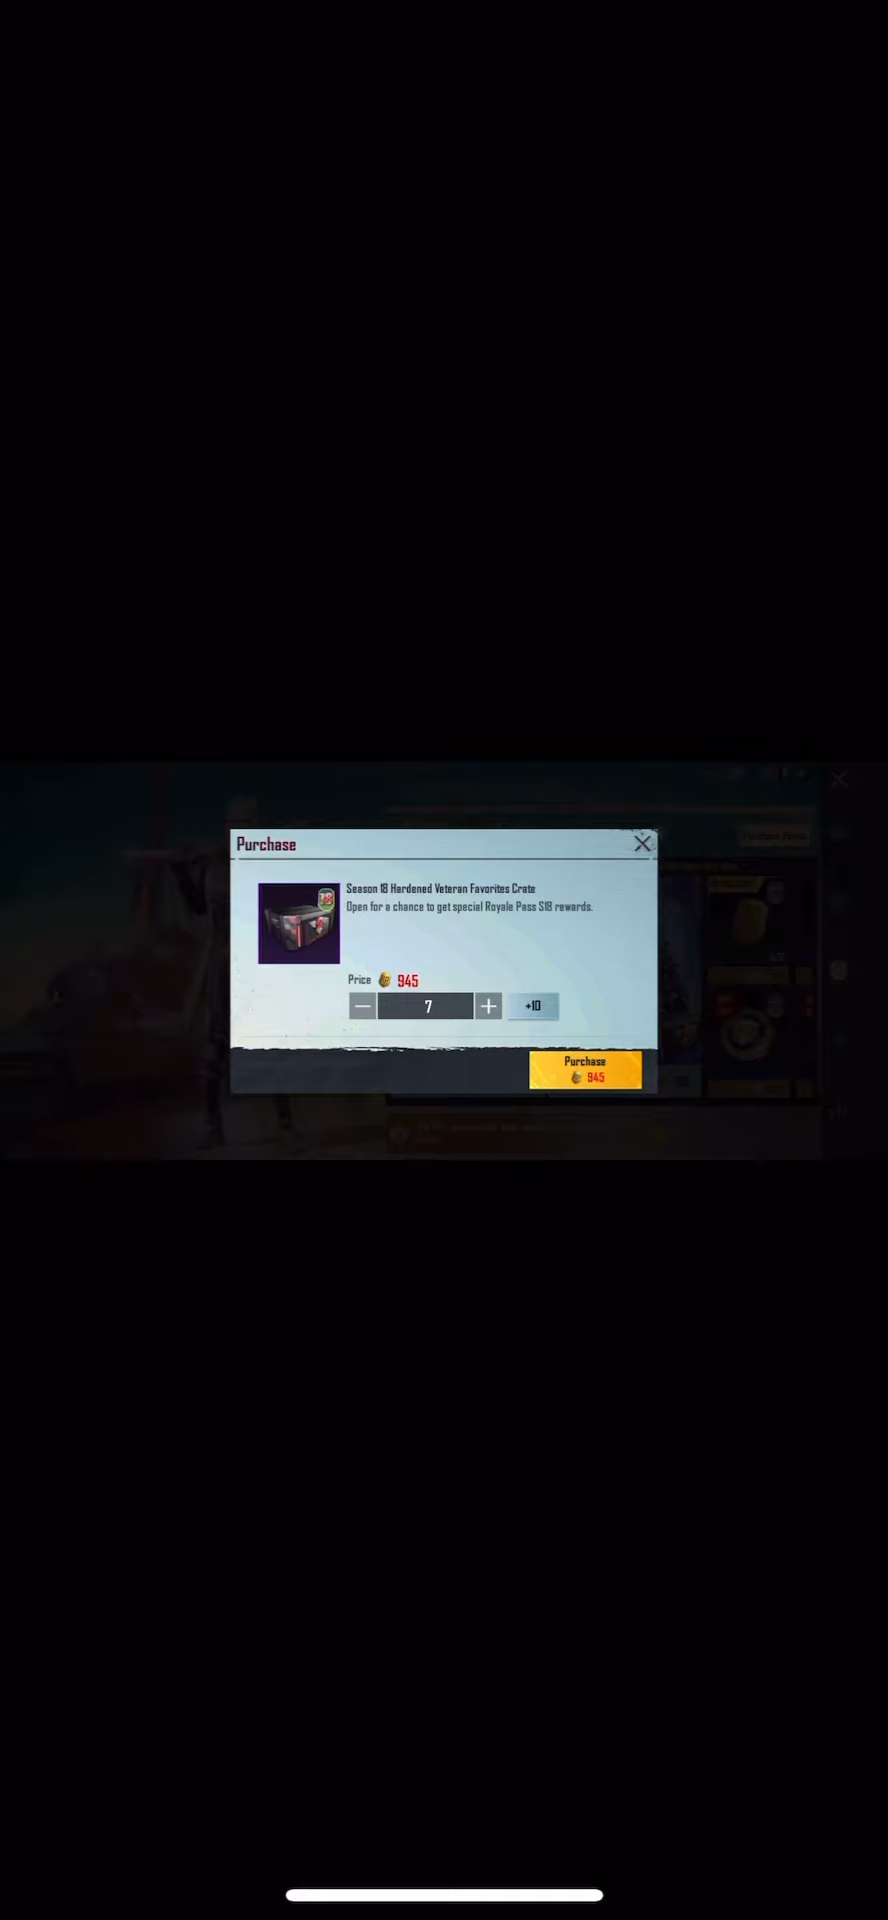 Purchase
Season 18 Hardened Veteran Favorites Crate
Open for a chance to get special Royale Pass S18 rewards.
Price 945
7
+10
Purchase
945